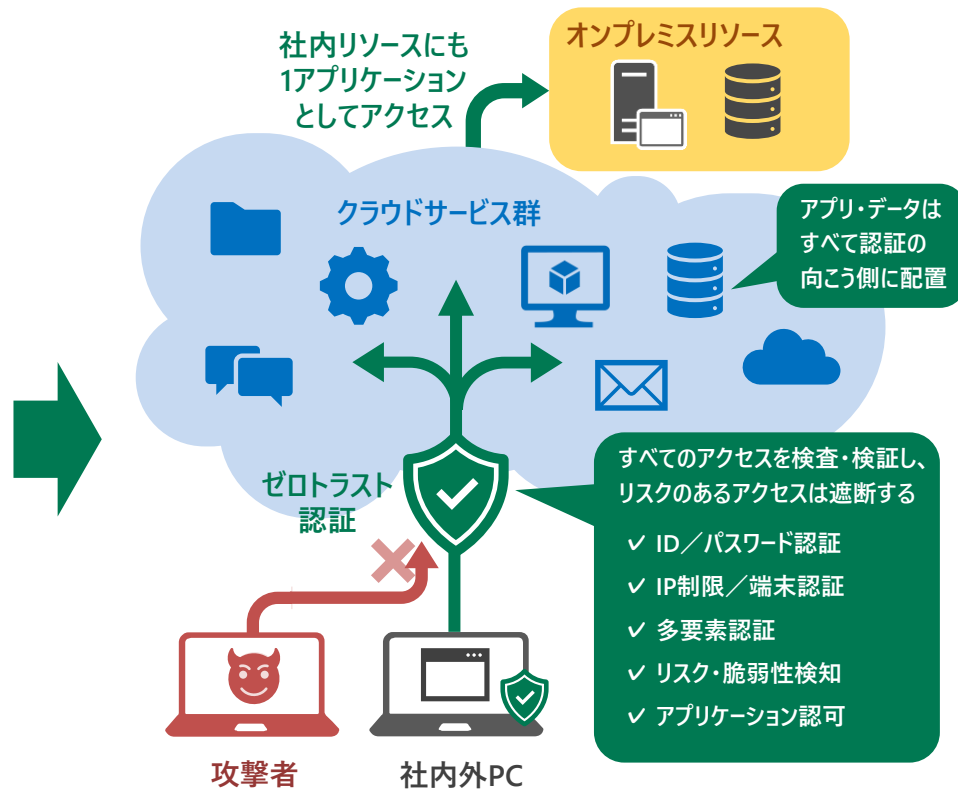 社内リソースにも
1アプリケーション
としてアクセス
オンプレミスリソース
クラウドサービス群
アプリ・データは
すべて認証の
向こう側に配置
ゼロトラスト
認証
すべてのアクセスを検査・検証し、
リスクのあるアクセスは遮断する
✓ ID／パスワード認証
✓ IP制限／端末認証
✓ 多要素認証
✓ リスク・脆弱性検知
✓ アプリケーション認可
攻撃者
社内外PC